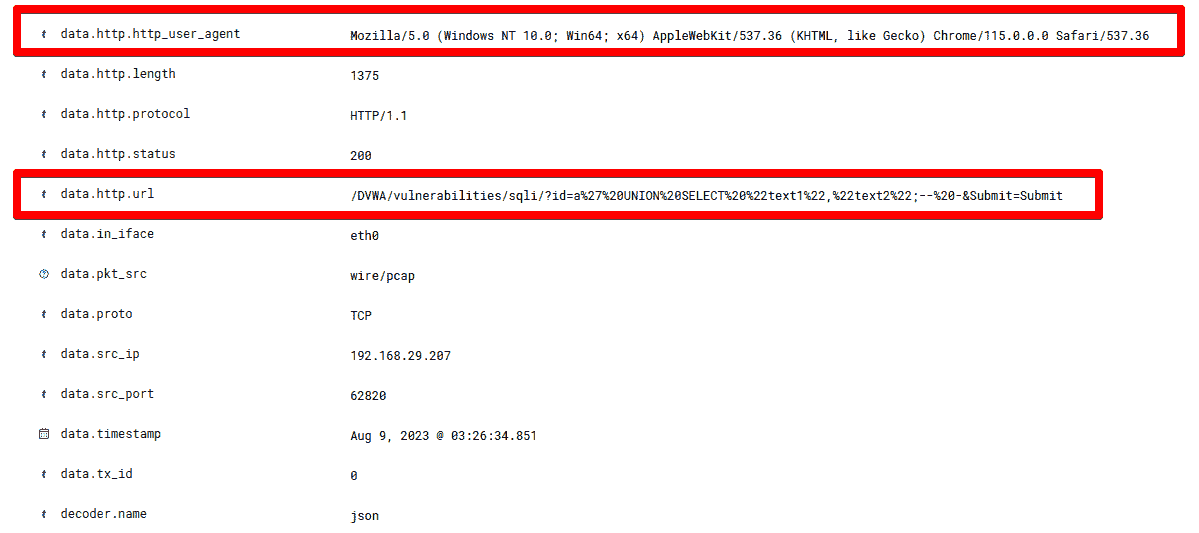 t data.http.http_user_agent Mozilla/5.0 (Windows NT 10.0; Win64; x64) AppleWebKit/537.36 (KHTML, like Gecko) Chrome/115.0.0.0 Safari/537.36
t data.http.length 1375
t data.http.protocol HTTP/1.1
t data.http.status 200
t data.http.url /DVWA/vulnerabilities/sqli/?id=a%27%20UNION%20SELECT%20%22text1%22,%22text2%22;--%20-&Submit=Submit
t data.in_iface eth0
? data.pkt_src wire/pcap
t data.proto TCP
t data.src_ip 192.168.29.207
t data.src_port 62820
data.timestamp Aug 9, 2023 @ 03:26:34.851
t data.tx_id 0
t decoder.name json